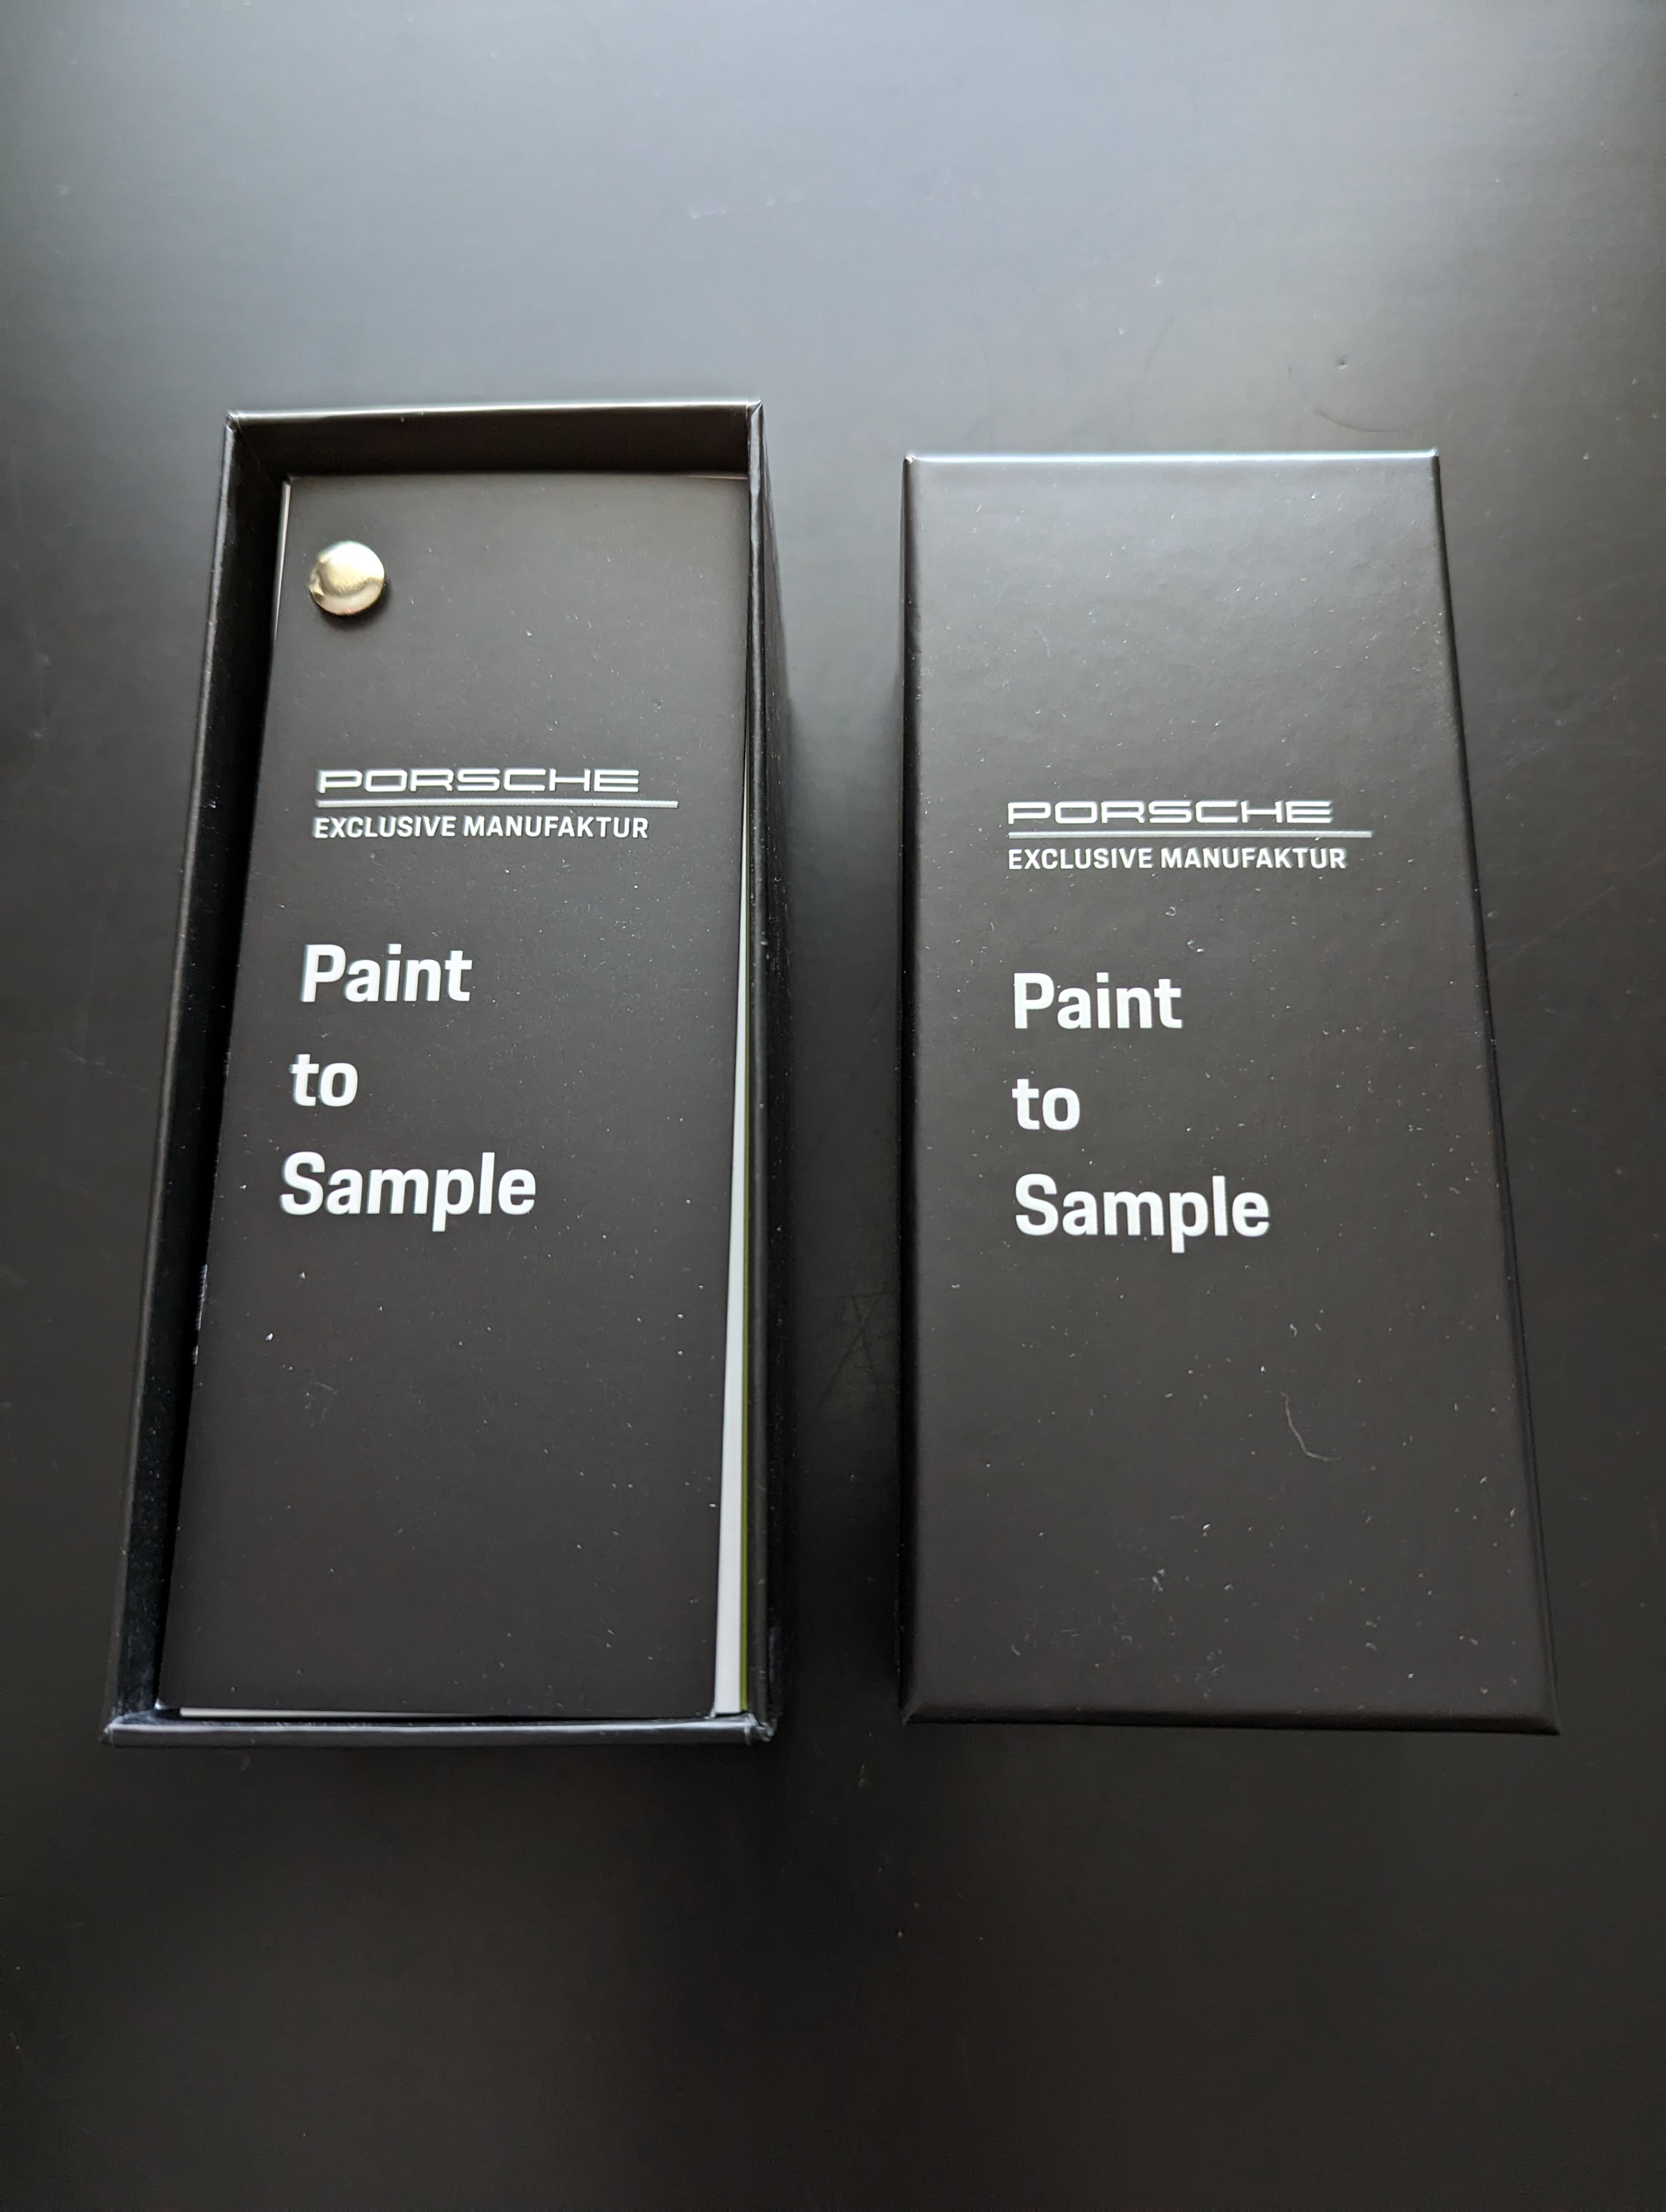 PORSCHE
EXCLUSIVE MANUFAKTUR
Paint
to
Sample
PORSCHE
EXCLUSIVE MANUFAKTUR
Paint
to
Sample